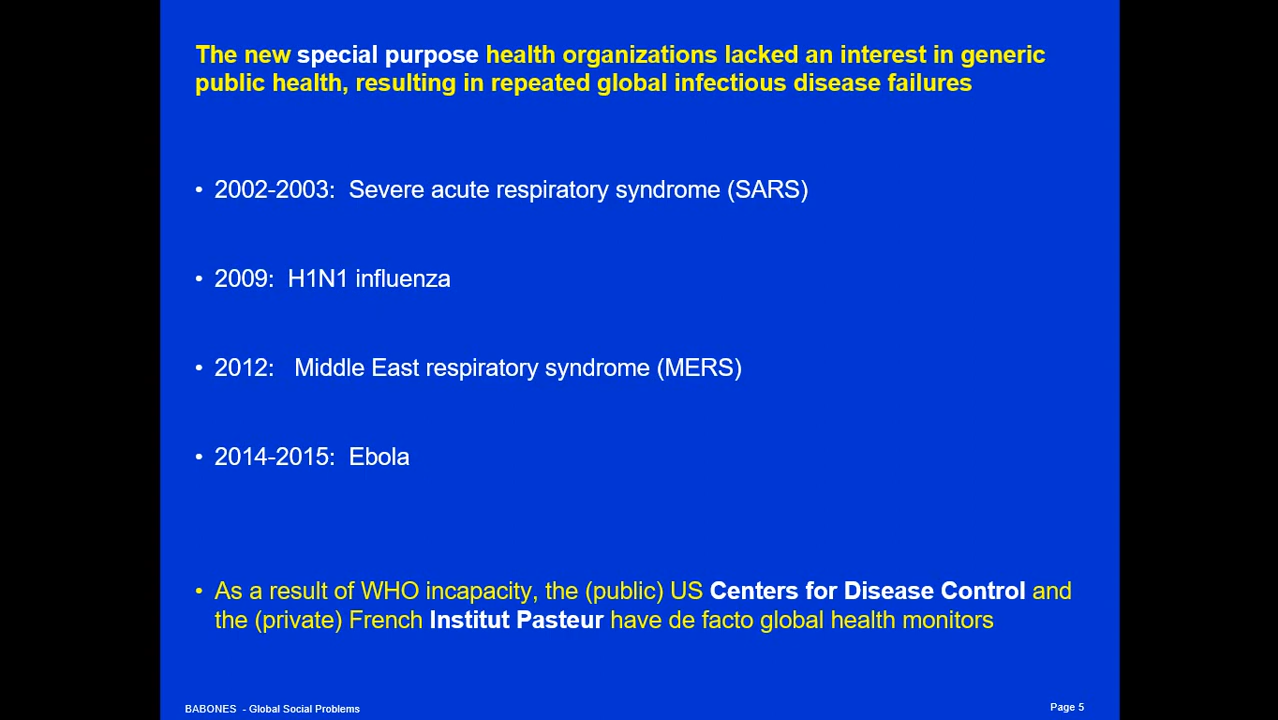 The new special purpose health organizations lacked an interest in generic
public health, resulting in repeated global infectious disease failures
• 2002-2003:  Severe acute respiratory syndrome (SARS)
• 2009:  H1N1 influenza
• 2012:   Middle East respiratory syndrome (MERS)
• 2014-2015:  Ebola
• As a result of WHO incapacity, the (public) US Centers for Disease Control and
the (private) French Institut Pasteur have de facto global health monitors
BABONES  - Global Social Problems
Page 5